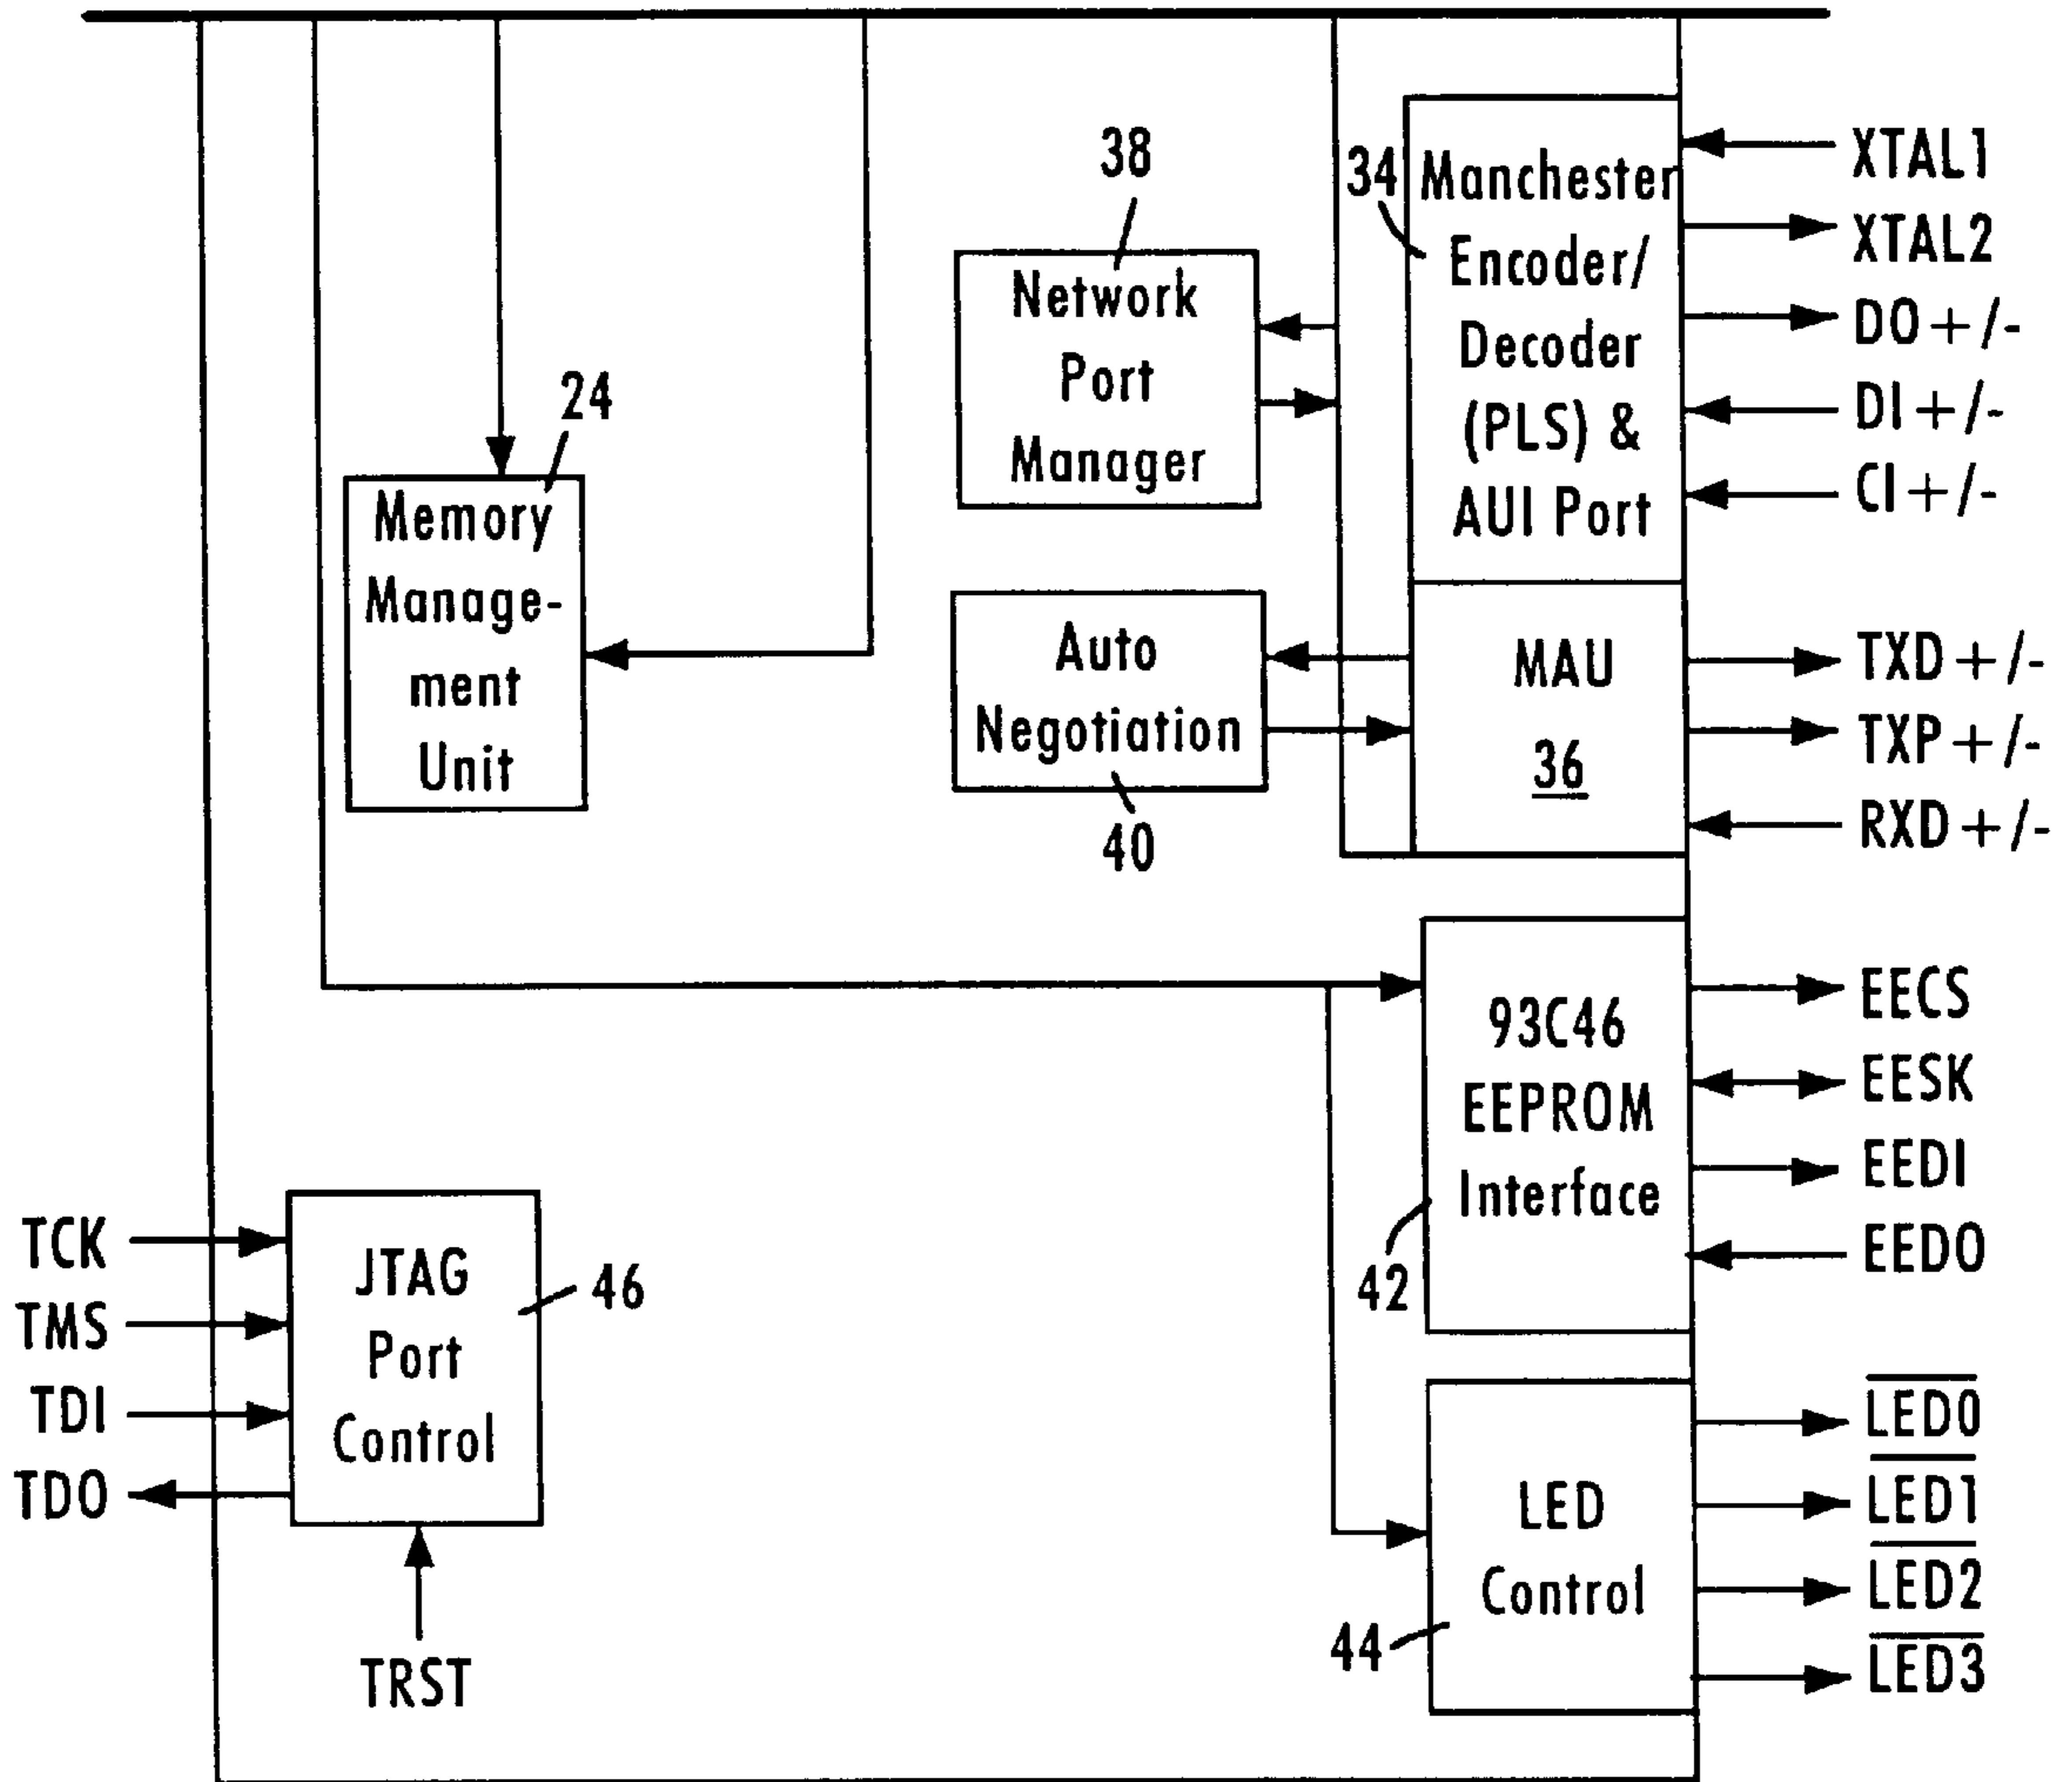 38
Network
Port
Manager
34
Manchester
Encoder/
Decoder
(PLS) &
AUI Port
XTAL1
XTAL2
DO+/-
DI+/-
CI+/-
24
Memory
Manage-
ment
Unit
Auto
Negotiation
40
MAU
36
TXD+/-
TXP+/-
RXD+/-
93C46
EEPROM
Interface
42
EECS
EESK
EEDI
EEDO
TCK
TMS
TDI
TDO
JTAG
Port
Control
46
TRST
LED
Control
44
LED0
LED1
LED2
LED3